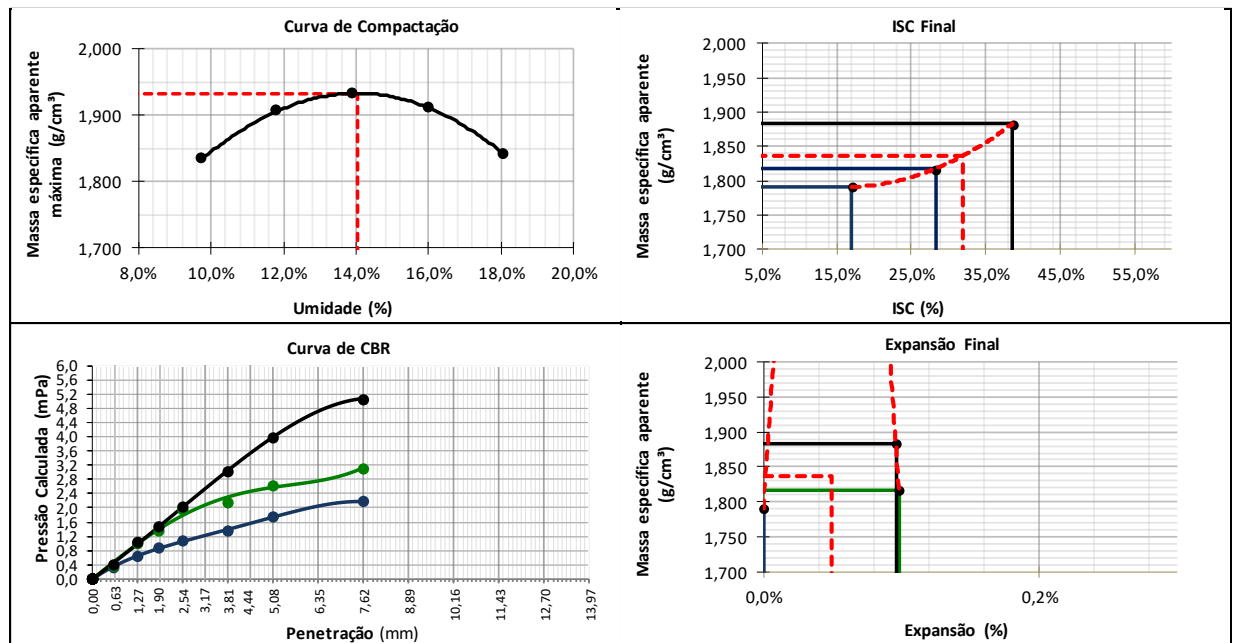 Curva de Compactação
Massa específica aparente
máxima (g/cm³)
2,000
1,900
1,800
1,700
8,0% 10,0% 12,0% 14,0% 16,0% 18,0% 20,0%
Umidade (%)
ISC Final
Massa específica aparente
(g/cm³)
2,000
1,950
1,900
1,850
1,800
1,750
1,700
5,0% 15,0% 25,0% 35,0% 45,0% 55,0%
ISC (%)
Curva de CBR
Pressão Calculada (mPa)
6,0
5,6
5,2
4,8
4,4
4,0
3,6
3,2
2,8
2,4
2,0
1,6
1,2
0,8
0,4
0,0
0,00 0,63 1,27 1,90 2,54 3,17 3,81 4,44 5,08 6,35 7,62 8,89 10,16 11,43 12,70 13,97
Penetração (mm)
Expansão Final
Massa específica aparente
(g/cm³)
2,000
1,950
1,900
1,850
1,800
1,750
1,700
0,0% 0,2%
Expansão (%)